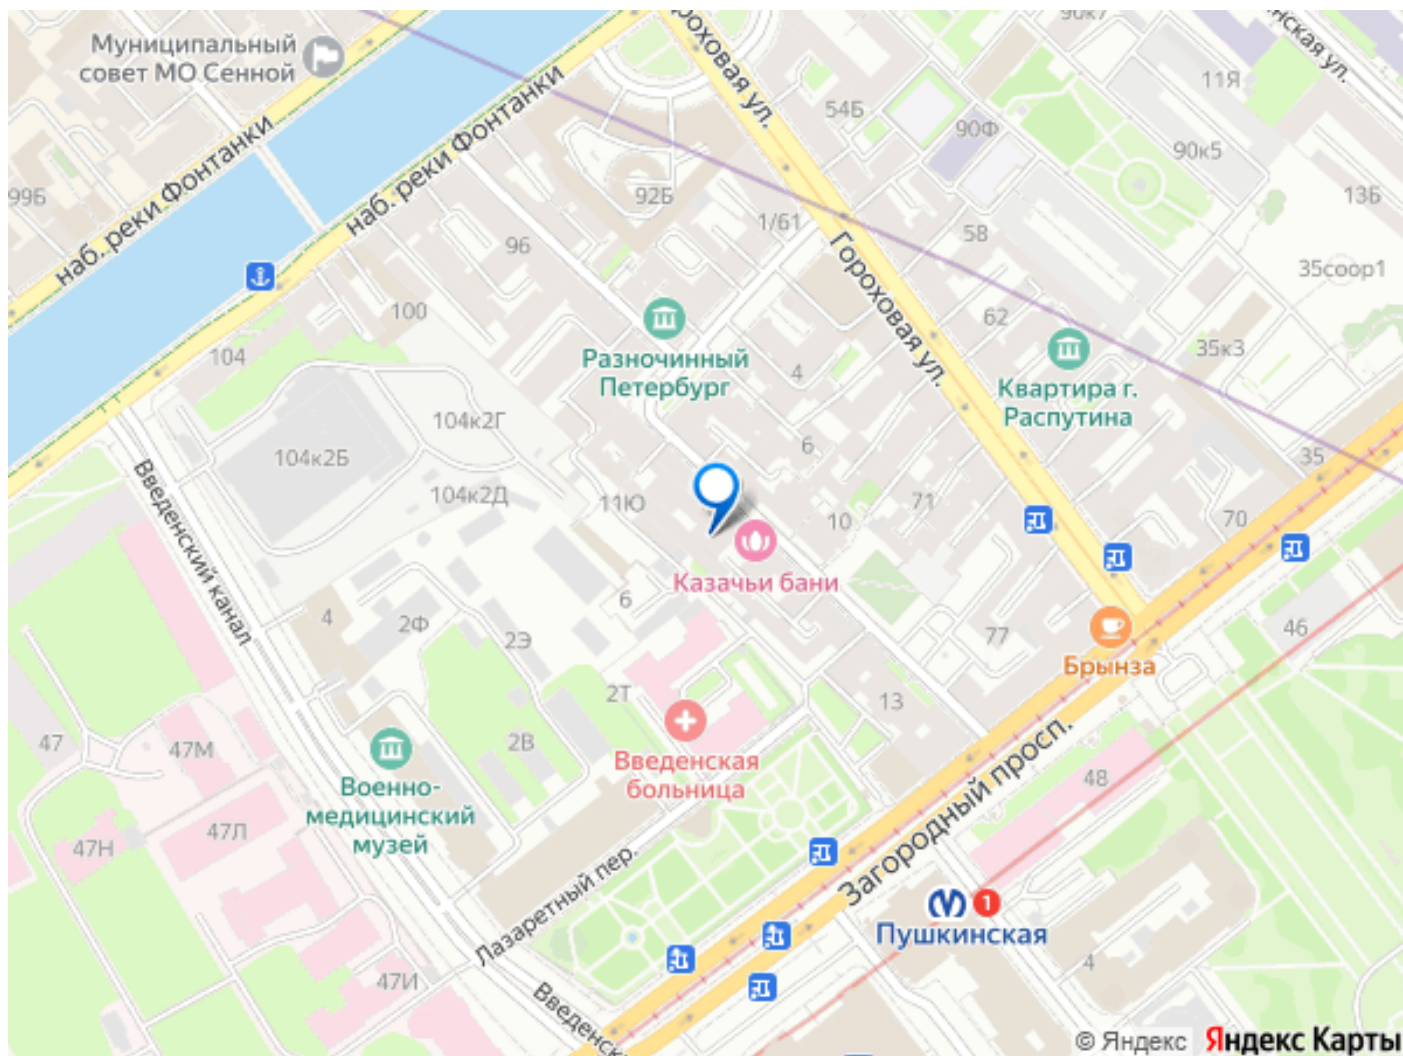 Муниципальный
совет МО Сенной
наб. реки Фонтанки
наб. реки Фонтанки
Гороховая ул.
90к7
нская ул.
11Я
54Б
90Ф
90к5
99Б
92Б
13Б
1/61
58
96
35соор1
100
62
104
35к3
Разночинный
Петербург
4
Гороховая ул.
Квартира г.
Распутина
104к2Г
6
35
104к2Б
104к2Д
11Ю
71
10
70
Введенский канал
Казачьи бани
6
4
2Ф
2Э
77
46
Брынза
2Т
13
47
47М
2В
Введенская
больница
Загородный просп.
48
Военно-
медицинский
музей
47Л
47Н
Лазаретный пер.
1
Пушкинская
4
47И
Введенск
© Яндекс Яндекс Карты